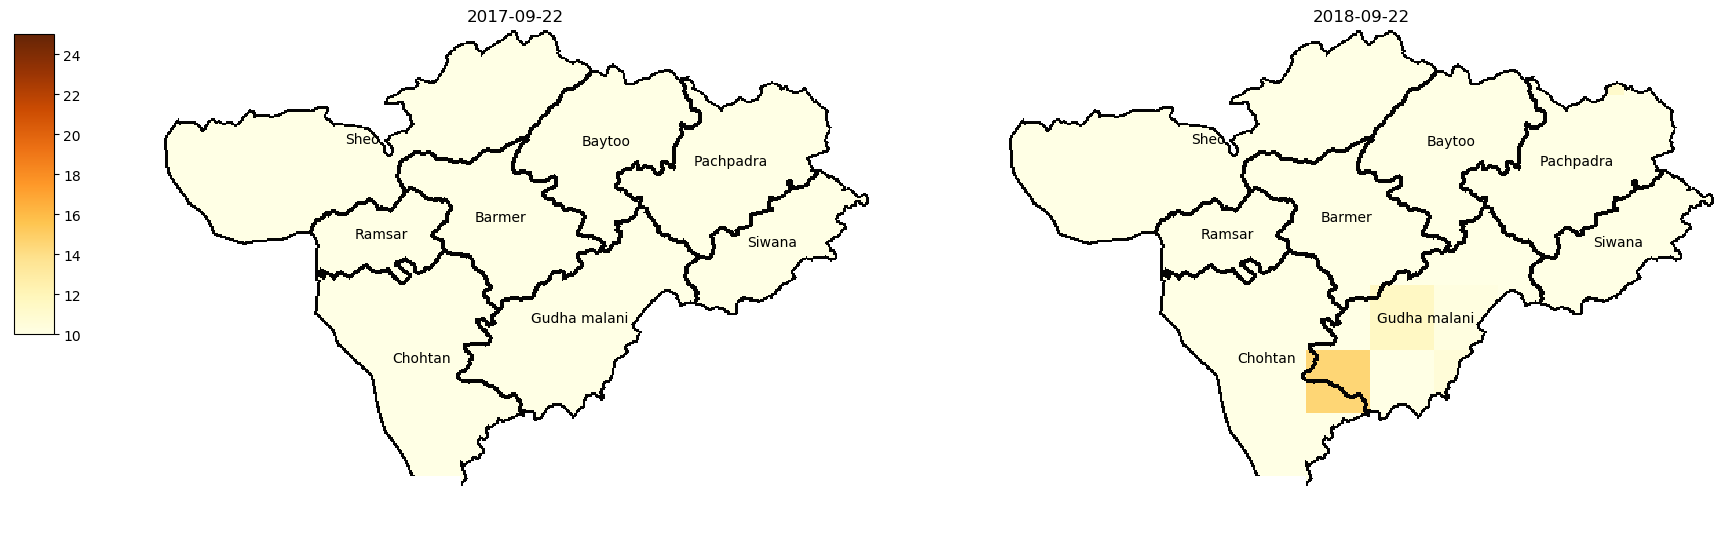 2017-09-22
2018-09-22
24
22
20
18
16
14
12
10
Sheo
Baytoo
Pachpadra
Barmer
Ramsar
Siwana
Gudha malani
Chohtan
Sheo
Baytoo
Pachpadra
Barmer
Ramsar
Siwana
Gudha malani
Chohtan